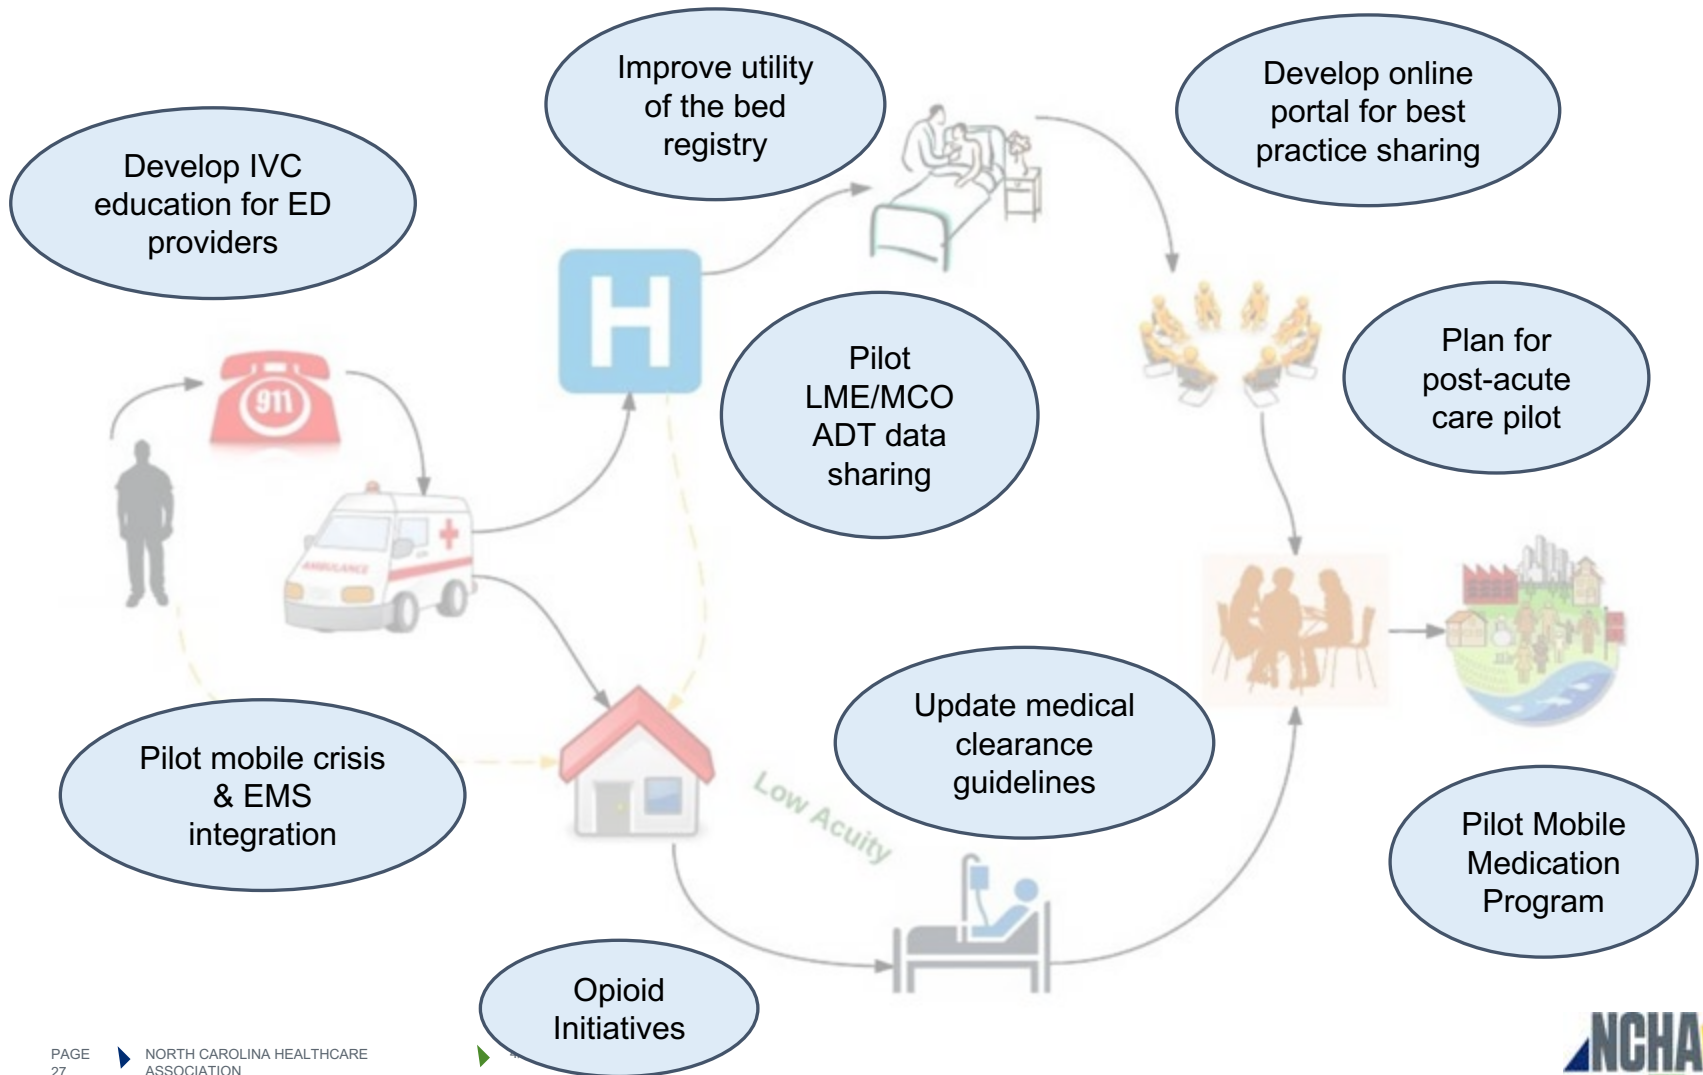 Improve utility
of the bed
registry
Develop online
portal for best
practice sharing
Develop IVC
education for ED
providers
H
911
Pilot
LME/MCO
ADT data
sharing
Plan for
post-acute
care pilot
AMBULANCE
Update medical
clearance
guidelines
Pilot mobile crisis
& EMS
integration
Low Acuity
Pilot Mobile
Medication
Program
Opioid
Initiatives
PAGE
27
NORTH CAROLINA HEALTHCARE
ASSOCIATION
NCHA